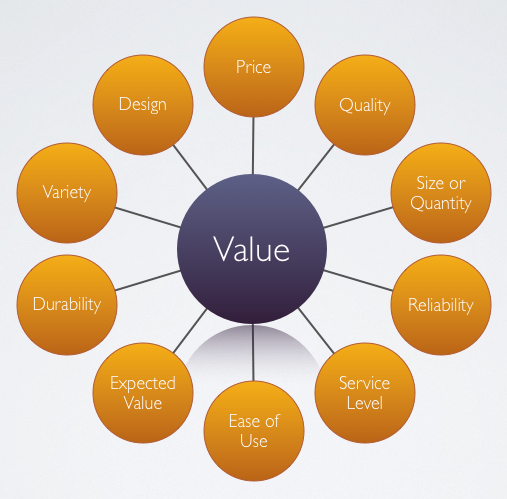 Price
Quality
Size or
Quantity
Reliability
Service
Level
Ease of
Use
Expected
Value
Durability
Variety
Design
Value